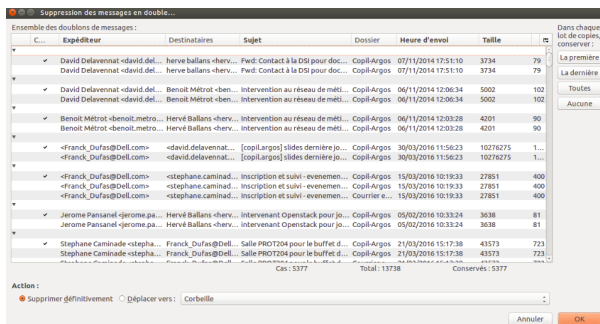 Suppression des messages en double...
Ensemble des doublons de messages :
Dans chaque lot de copies, conserver :
C... Expéditeur Destinataires Sujet Dossier Heure d'envoi Taille
David Delavennat <david.del... herve ballans <herv... Fwd: Contact à la DSI pour doc... Copil-Argos 07/11/2014 17:51:10 3734 79
David Delavennat <david.del... herve ballans <herv... Fwd: Contact à la DSI pour doc... Copil-Argos 07/11/2014 17:51:10 3734 79
David Delavennat <david.del... Benoit Métrot <ben... Intervention au réseau de méti... Copil-Argos 06/11/2014 12:06:34 5002 102
David Delavennat <david.del... Benoit Métrot <ben... Intervention au réseau de méti... Copil-Argos 06/11/2014 12:06:34 5002 102
Benoit Métrot <benoit.metro... Hervé Ballans <herv... Intervention au réseau de méti... Copil-Argos 06/11/2014 12:03:28 4201 90
Benoit Métrot <benoit.metro... Hervé Ballans <herv... Intervention au réseau de méti... Copil-Argos 06/11/2014 12:03:28 4201 90
<Franck_Dufas@Dell.com> <david.delavennat... [copil.argos] slides dernière jo... Copil-Argos 30/03/2016 11:56:23 10276275 1...
<Franck_Dufas@Dell.com> <david.delavennat... [copil.argos] slides dernière jo... Copil-Argos 30/03/2016 11:56:23 10276275 1...
<Franck_Dufas@Dell.com> <stephane.caminad... Inscription et suivi - evenemen... Copil-Argos 15/03/2016 10:19:33 27851 400
<Franck_Dufas@Dell.com> <stephane.caminad... Inscription et suivi - evenemen... Copil-Argos 15/03/2016 10:19:33 27851 400
<Franck_Dufas@Dell.com> <stephane.caminad... Inscription et suivi - evenemen... Courrier e... 15/03/2016 10:19:33 27851 400
Jerome Pansanel <jerome.pa... Hervé Ballans <herv... intervenant Openstack pour jo... Copil-Argos 05/02/2016 10:33:24 3638 81
Jerome Pansanel <jerome.pa... Hervé Ballans <herv... intervenant Openstack pour jo... Copil-Argos 05/02/2016 10:33:24 3638 81
Stephane Caminade <stepha... Franck_Dufas@Dell... Salle PROT204 pour le buffet d... Copil-Argos 21/03/2016 15:17:38 43573 723
Stephane Caminade <stepha... Franck_Dufas@Dell... Salle PROT204 pour le buffet d... Copil-Argos 21/03/2016 15:17:38 43573 723
La première
La dernière
Toutes
Aucune
Cas : 5377 Total : 13738 Conservés : 5377
Action :
Supprimer définitivement Déplacer vers : Corbeille
Annuler OK